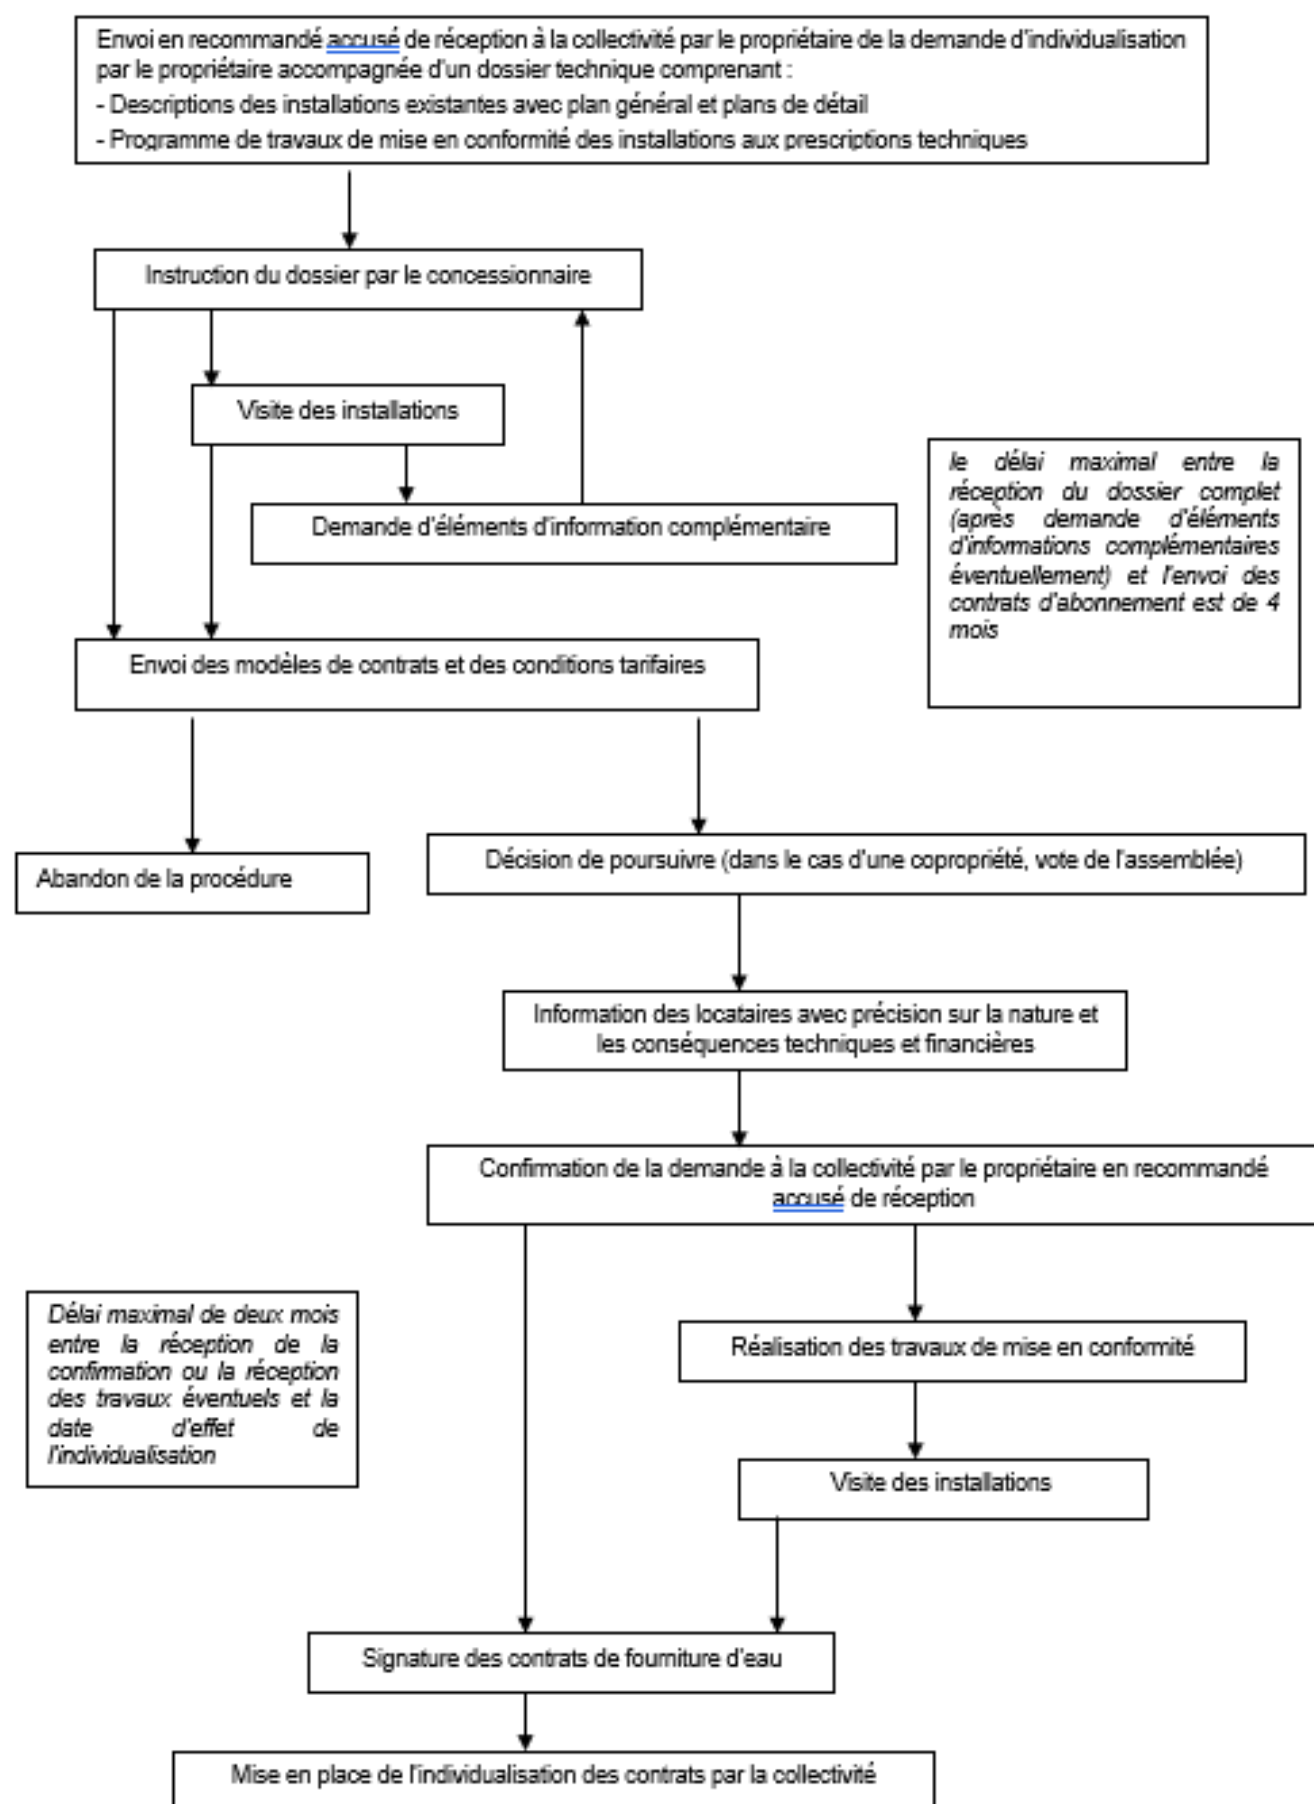 Envoi en recommandé accusé de réception à la collectivité par le propriétaire de la demande d'individualisation
par le propriétaire accompagnée d'un dossier technique comprenant :
- Descriptions des installations existantes avec plan général et plans de détail
- Programme de travaux de mise en conformité des installations aux prescriptions techniques
Instruction du dossier par le concessionnaire
Visite des installations
Demande d'éléments d'information complémentaire
le délai maximal entre la
réception du dossier complet
(après demande d'éléments
d'informations complémentaires
éventuellement) et l'envoi des
contrats d'abonnement est de 4
mois
Envoi des modèles de contrats et des conditions tarifaires
Abandon de la procédure
Décision de poursuivre (dans le cas d'une copropriété, vote de l'assemblée)
Information des locataires avec précision sur la nature et
les conséquences techniques et financières
Confirmation de la demande à la collectivité par le propriétaire en recommandé
accusé de réception
Délai maximal de deux mois
entre la réception de la
confirmation ou la réception
des travaux éventuels et la
date d'effet de
l'individualisation
Réalisation des travaux de mise en conformité
Visite des installations
Signature des contrats de fourniture d'eau
Mise en place de l'individualisation des contrats par la collectivité